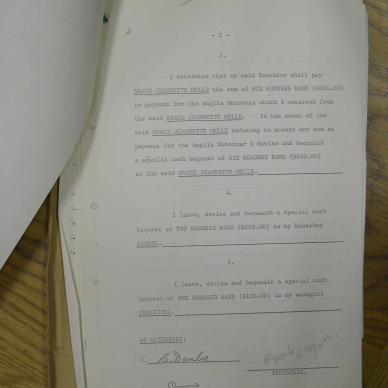 - 2 -
3.
I determine that my said Executor shall pay
GRACE JEANNETTE MELLE the sum of SIX HUNDRED RAND (R600.00)
in payment for the Anglia Motorcar which I received from
the said GRACE JEANNETTE MELLE. In the event of the
said GRACE JEANNETTE MELLE refusing to accept any sum as
payment for the Anglia Motorcar I devise and bequeath
a special cash bequest of SIX HUNDRED RAND (R600.00)
to the said GRACE JEANNETTE MELLE.
4.
I leave, devise and bequeath a special cash
bequest of TWO HUNDRED RAND (R200.00) to my houseboy
SAMUEL.
5.
I leave, devise and bequeath a special cash
bequest of ONE HUNDRED RAND (R100.00) to my washgirl
CHRISTINA.
AS WITNESSES:
1.
TESTATRIX.